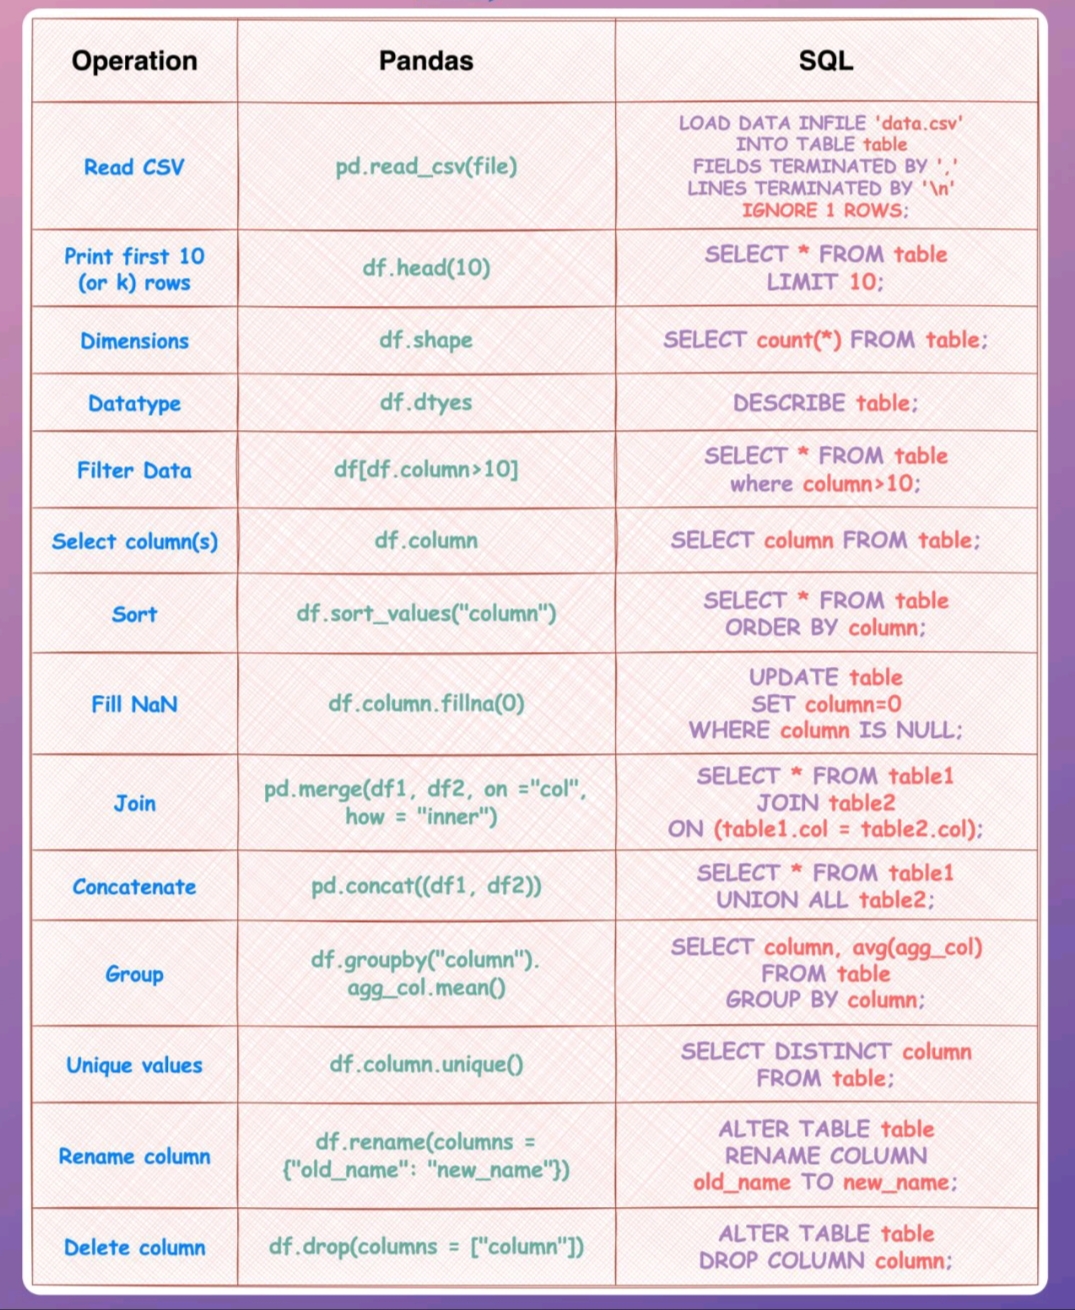 Operation
Pandas
SQL
Read CSV
pd.read_csv(file)
LOAD DATA INFILE 'data.csv'
INTO TABLE table
FIELDS TERMINATED BY ','
LINES TERMINATED BY '\n'
IGNORE 1 ROWS;
Print first 10
(or k) rows
df.head(10)
SELECT * FROM table
LIMIT 10;
Dimensions
df.shape
SELECT count(*) FROM table;
Datatype
df.dtyes
DESCRIBE table;
Filter Data
df[df.column>10]
SELECT * FROM table
where column>10;
Select column(s)
df.column
SELECT column FROM table;
Sort
df.sort_values("column")
SELECT * FROM table
ORDER BY column;
Fill NaN
df.column.fillna(0)
UPDATE table
SET column=0
WHERE column IS NULL;
Join
pd.merge(df1, df2, on ="col",
how = "inner")
SELECT * FROM table1
JOIN table2
ON (table1.col = table2.col);
Concatenate
pd.concat((df1, df2))
SELECT * FROM table1
UNION ALL table2;
Group
df.groupby("column").
agg_col.mean()
SELECT column, avg(agg_col)
FROM table
GROUP BY column;
Unique values
df.column.unique()
SELECT DISTINCT column
FROM table;
Rename column
df.rename(columns =
{"old_name": "new_name"})
ALTER TABLE table
RENAME COLUMN
old_name TO new_name;
Delete column
df.drop(columns = ["column"])
ALTER TABLE table
DROP COLUMN column;